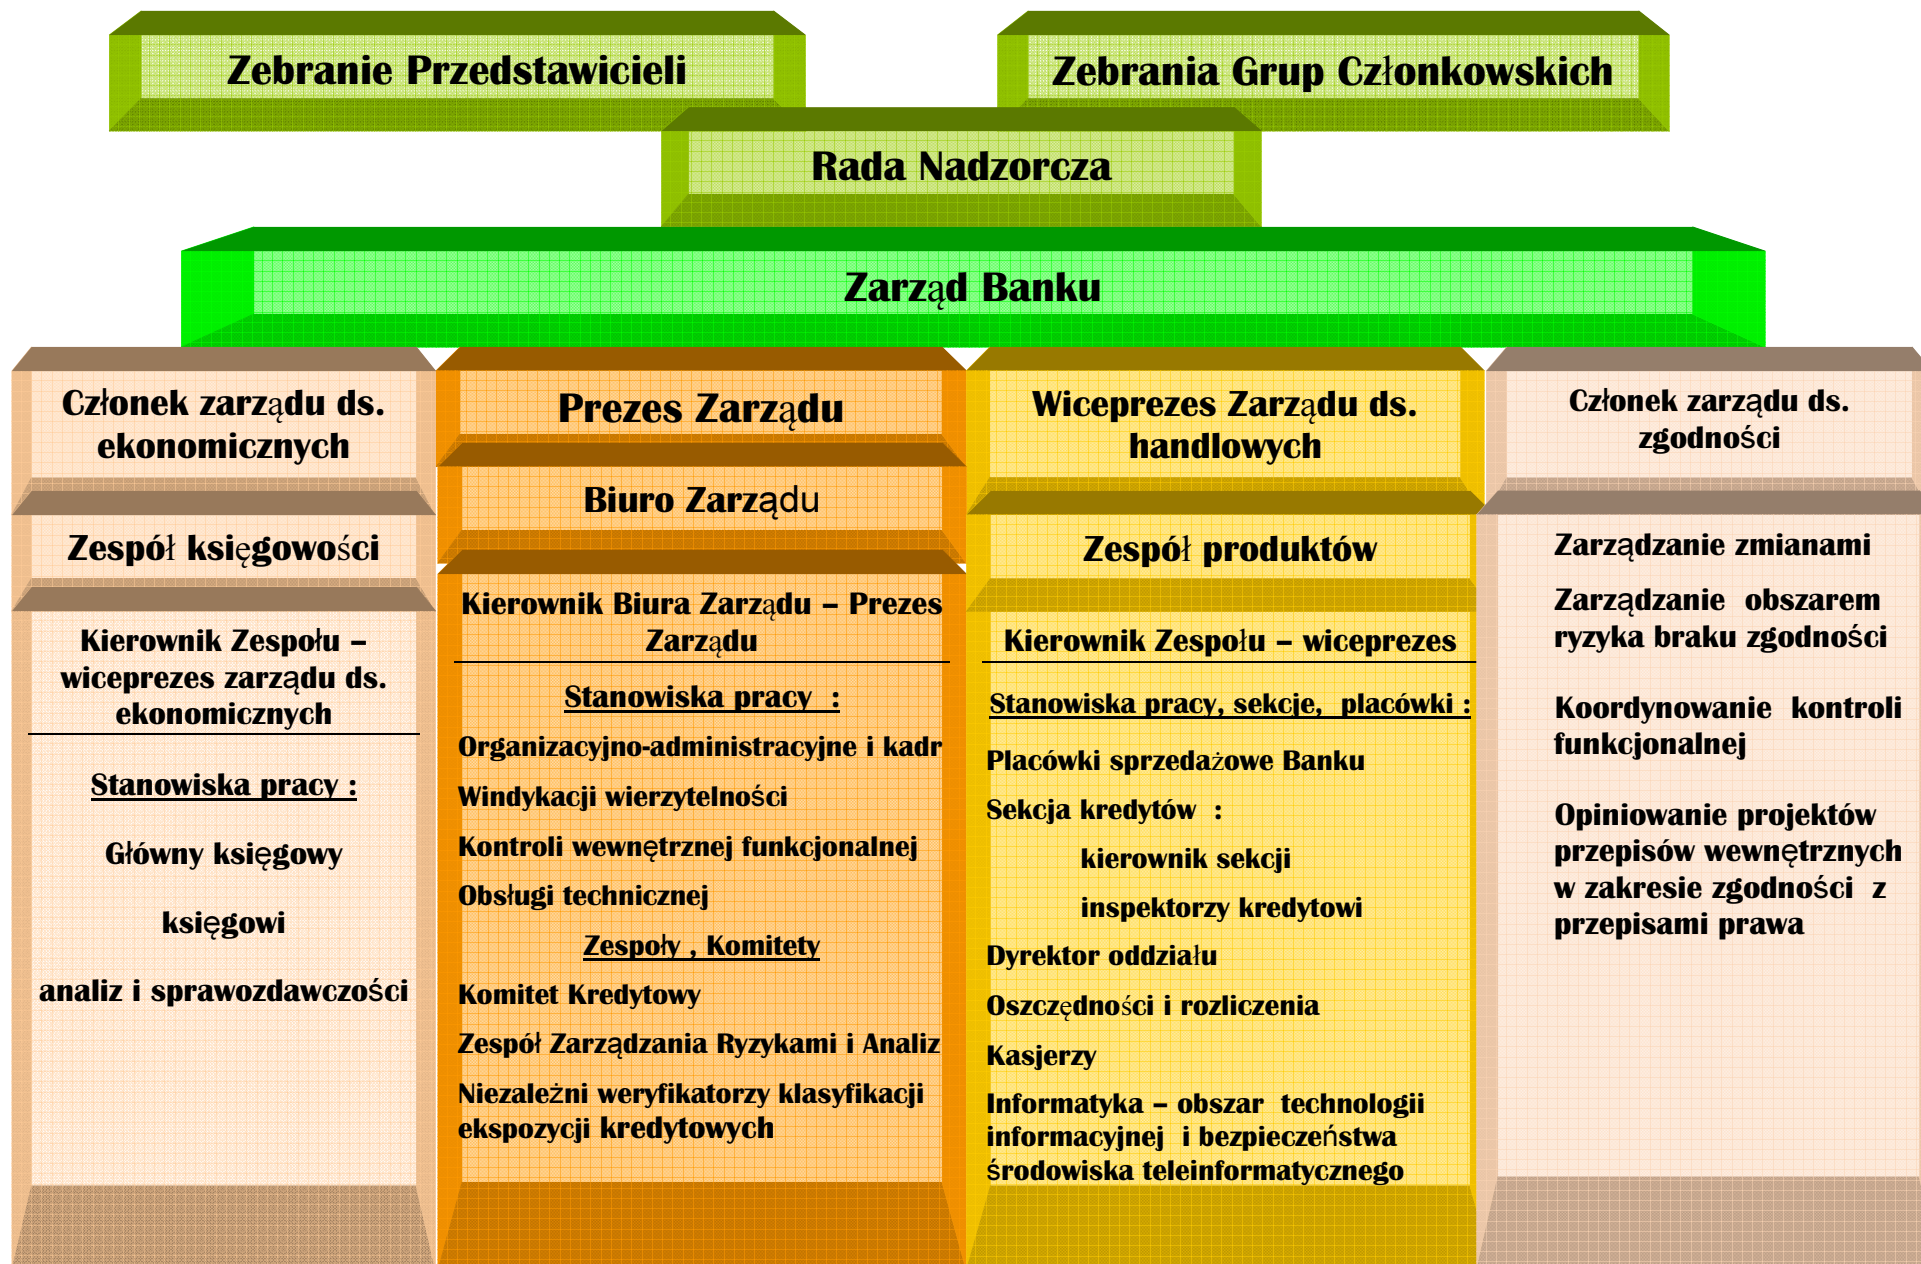 Zebranie Przedstawicieli
Zebrania Grup Członkowskich
Rada Nadzorcza
Zarząd Banku
Członek zarządu ds.
ekonomicznych
Zespół księgowości
Kierownik Zespołu –
wiceprezes zarządu ds.
ekonomicznych
Stanowiska pracy :
Główny księgowy
księgowi
analiz i sprawozdawczości
Prezes Zarządu
Biuro Zarządu
Kierownik Biura Zarządu – Prezes
Zarządu
Stanowiska pracy :
Organizacyjno-administracyjne i kadr
Windykacji wierzytelności
Kontroli wewnętrznej funkcjonalnej
Obsługi technicznej
Zespoły , Komitety
Komitet Kredytowy
Zespół Zarządzania Ryzykami i Analiz
Niezależni weryfikatorzy klasyfikacji
ekspozycji kredytowych
Wiceprezes Zarządu ds.
handlowych
Zespół produktów
Kierownik Zespołu – wiceprezes
Stanowiska pracy, sekcje, placówki :
Placówki sprzedażowe Banku
Sekcja kredytów :
kierownik sekcji
inspektorzy kredytowi
Dyrektor oddziału
Oszczędności i rozliczenia
Kasjerzy
Informatyka – obszar technologii
informacyjnej i bezpieczeństwa
środowiska teleinformatycznego
Członek zarządu ds.
zgodności
Zarządzanie zmianami
Zarządzanie obszarem
ryzyka braku zgodności
Koordynowanie kontroli
funkcjonalnej
Opiniowanie projektów
przepisów wewnętrznych
w zakresie zgodności z
przepisami prawa